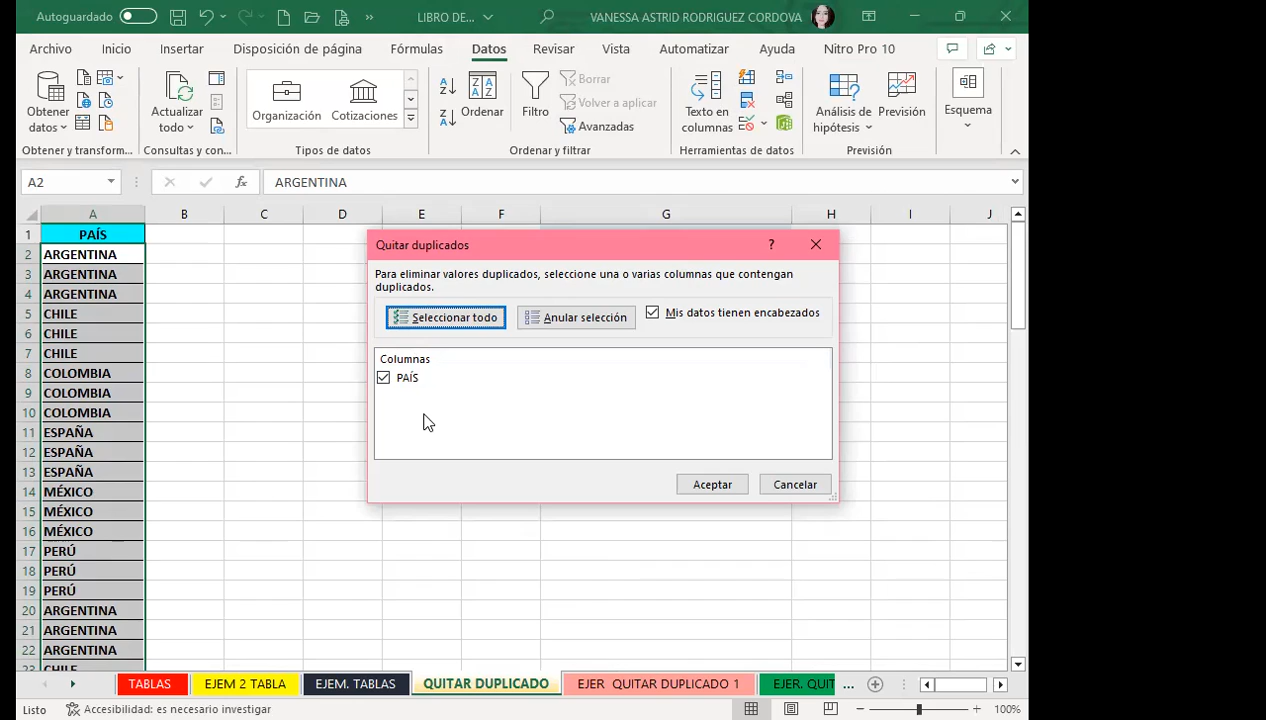 Autoguardado
LIBRO DE...
VANESSA ASTRID RODRIGUEZ CORDOVA
Archivo Inicio Insertar Disposición de página Fórmulas Datos Revisar Vista Automatizar Ayuda Nitro Pro 10
Obtener datos
Actualizar todo
Organización
Cotizaciones
Ordenar
Filtro
Borrar
Volver a aplicar
Avanzadas
Texto en columnas
Análisis de hipótesis
Previsión
Esquema
Obtener y transform... Consultas y con... Tipos de datos Ordenar y filtrar Herramientas de datos Previsión
A2 fx ARGENTINA
A B C D E F G H I J
1 PAÍS
2 ARGENTINA
3 ARGENTINA
4 ARGENTINA
5 CHILE
6 CHILE
7 CHILE
8 COLOMBIA
9 COLOMBIA
10 COLOMBIA
11 ESPAÑA
12 ESPAÑA
13 ESPAÑA
14 MÉXICO
15 MÉXICO
16 MÉXICO
17 PERÚ
18 PERÚ
19 PERÚ
20 ARGENTINA
21 ARGENTINA
22 ARGENTINA
23 CHILE
Quitar duplicados ?
Para eliminar valores duplicados, seleccione una o varias columnas que contengan
duplicados.
Seleccionar todo Anular selección Mis datos tienen encabezados
Columnas
PAÍS
Aceptar Cancelar
TABLAS EJEM 2 TABLA EJEM. TABLAS QUITAR DUPLICADO EJER QUITAR DUPLICADO 1 EJER. QUIT ...
Listo Accesibilidad: es necesario investigar 100%